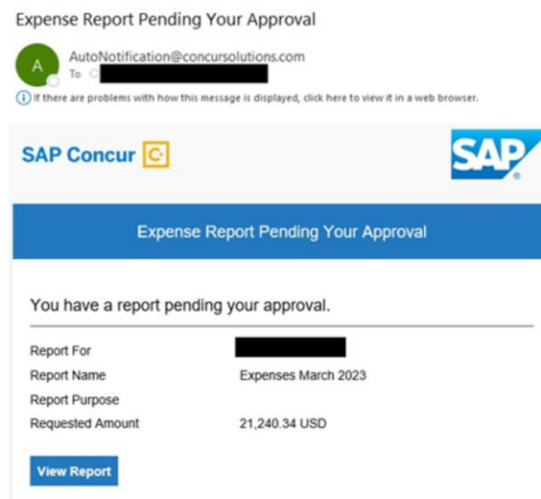 Expense Report Pending Your Approval
A
AutoNotification@concursolutions.com
To
If there are problems with how this message is displayed, click here to view it in a web browser.
SAP Concur C
SAP
Expense Report Pending Your Approval
You have a report pending your approval.
Report For
Report Name Expenses March 2023
Report Purpose
Requested Amount 21,240.34 USD
View Report